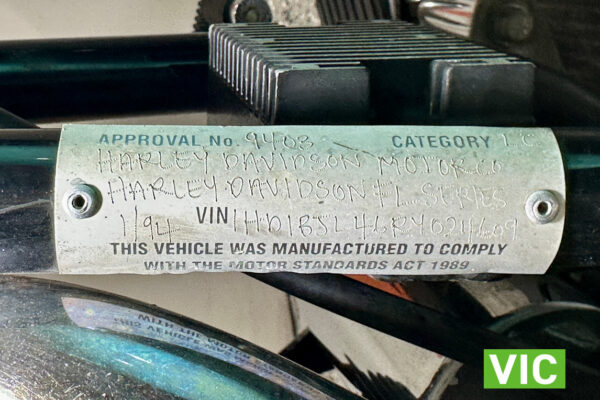 APPROVAL No. 9403 CATEGORY LC
HARLEY DAVIDSON MOTOR CO
HARLEY DAVIDSON FL SERIES
1/94 VIN
THIS VEHICLE WAS MANUFACTURED TO COMPLY
WITH THE MOTOR STANDARDS ACT 1989
VIC